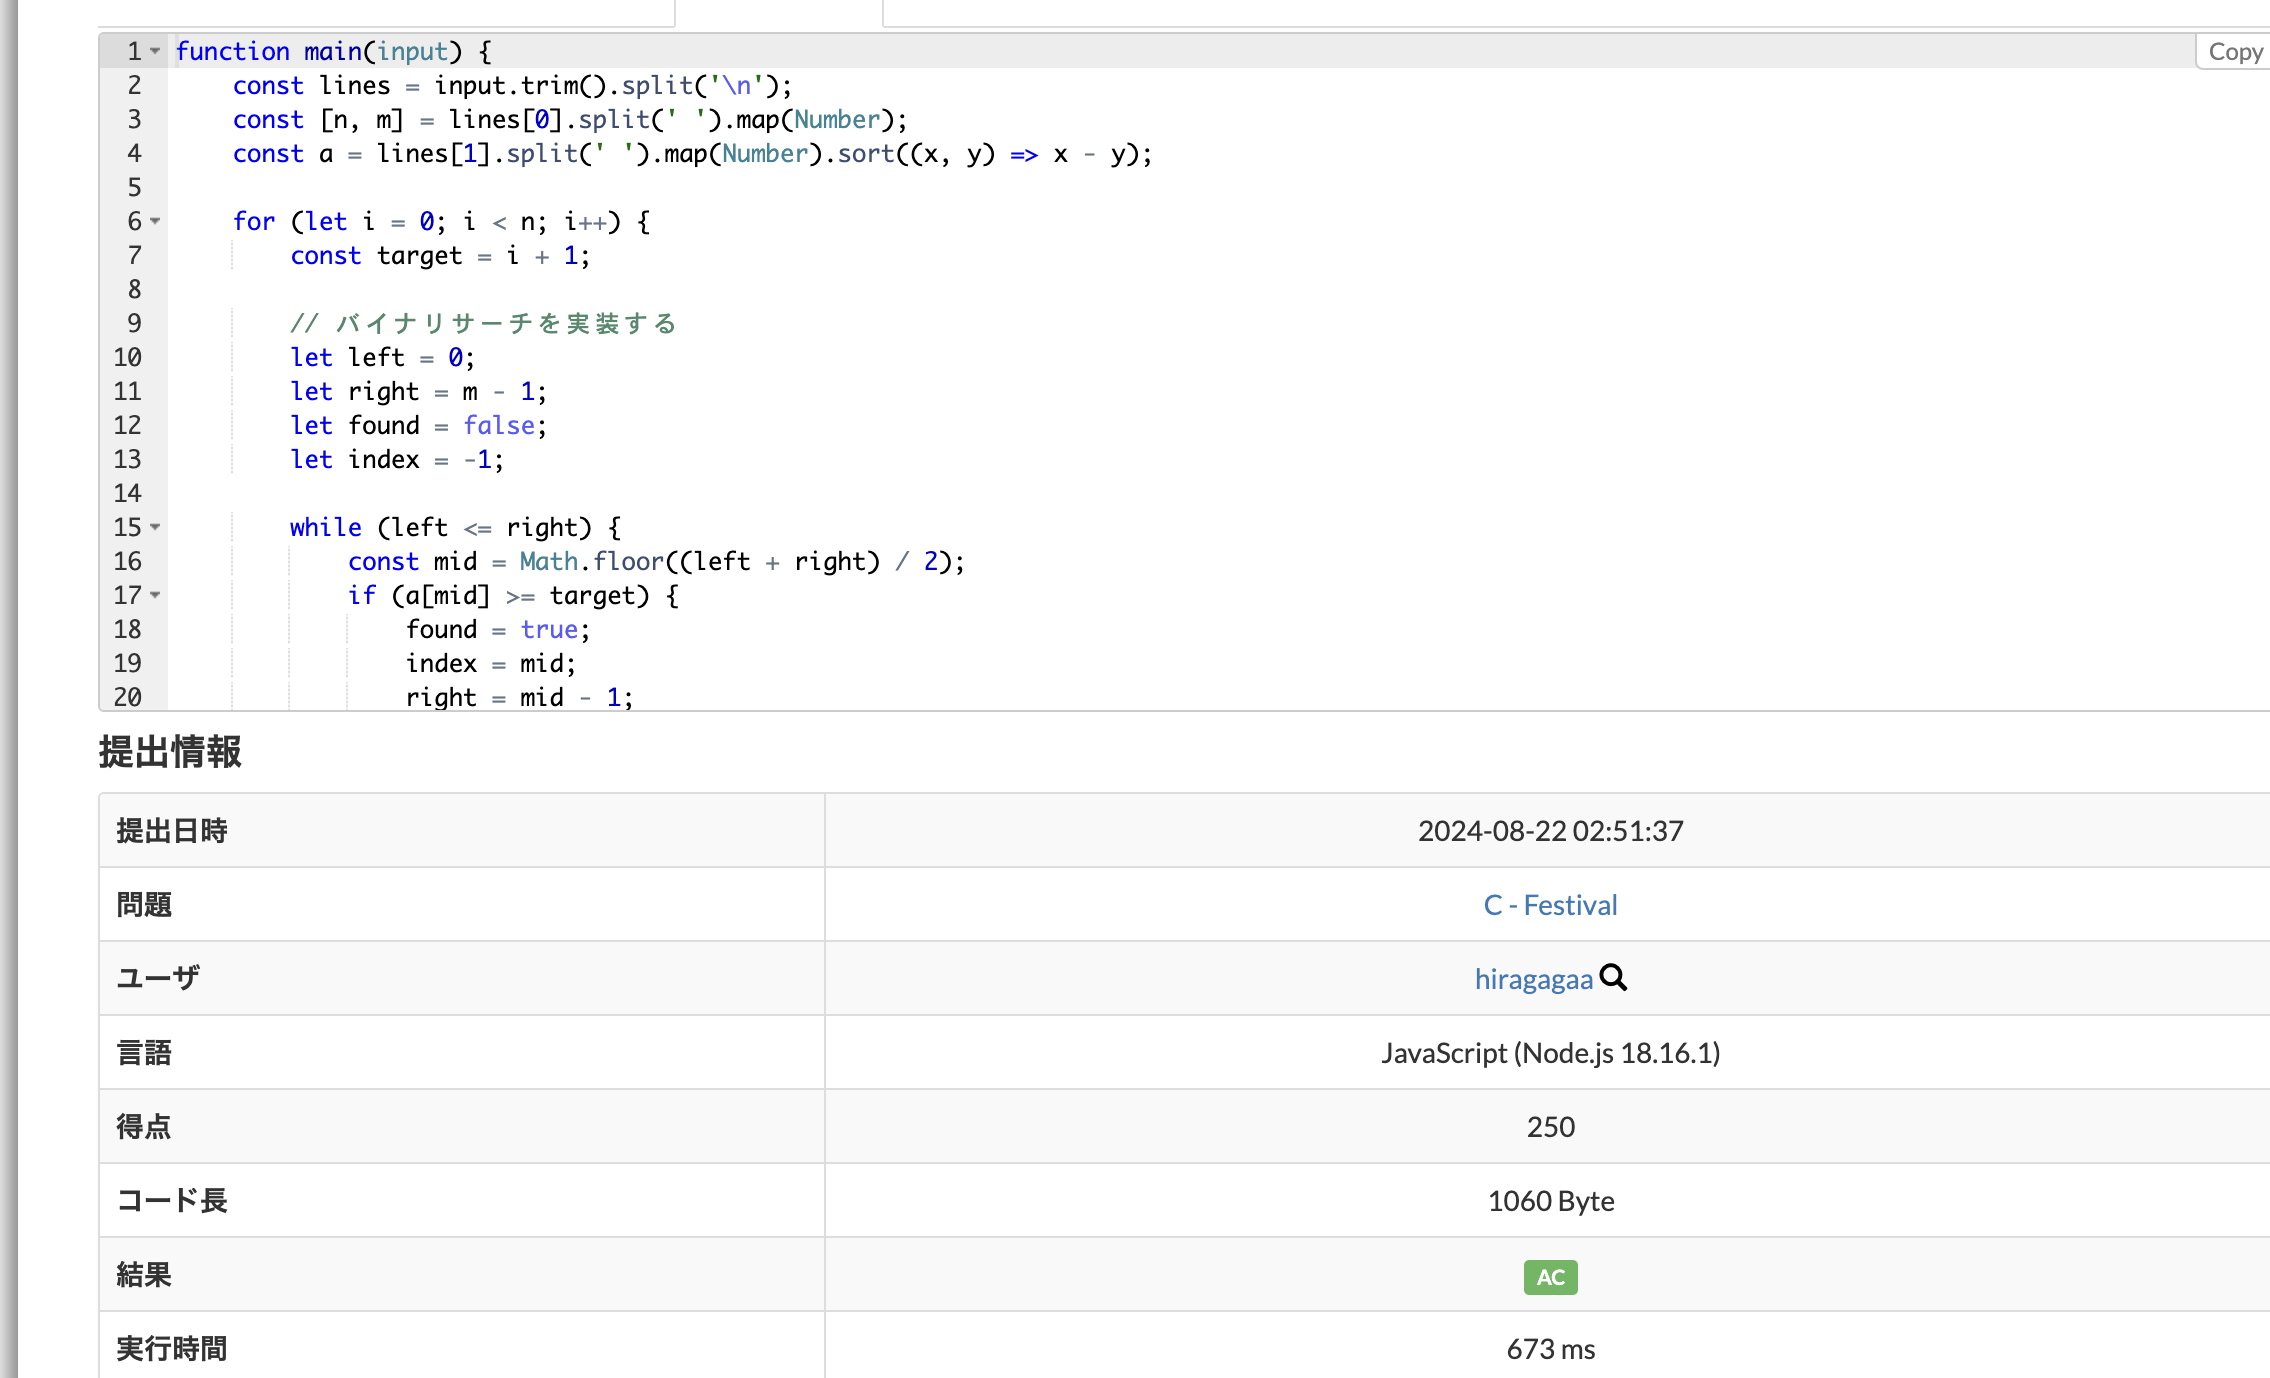 Copy
1 function main(input) {
2     const lines = input.trim().split('\n');
3     const [n, m] = lines[0].split(' ').map(Number);
4     const a = lines[1].split(' ').map(Number).sort((x, y) => x - y);
5
6     for (let i = 0; i < n; i++) {
7         const target = i + 1;
8
9         // バイナリサーチを実装する
10         let left = 0;
11         let right = m - 1;
12         let found = false;
13         let index = -1;
14
15         while (left <= right) {
16             const mid = Math.floor((left + right) / 2);
17             if (a[mid] >= target) {
18                 found = true;
19                 index = mid;
20                 right = mid - 1;
提出情報
提出日時 2024-08-22 02:51:37
問題 C - Festival
ユーザ hiragagaa
言語 JavaScript (Node.js 18.16.1)
得点 250
コード長 1060 Byte
結果 AC
実行時間 673 ms